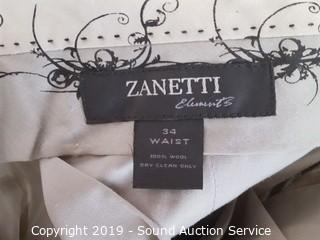 ZANETTI
Elements
34
WAIST
100% WOOL
DRY CLEAN ONLY
Copyright 2019 - Sound Auction Service